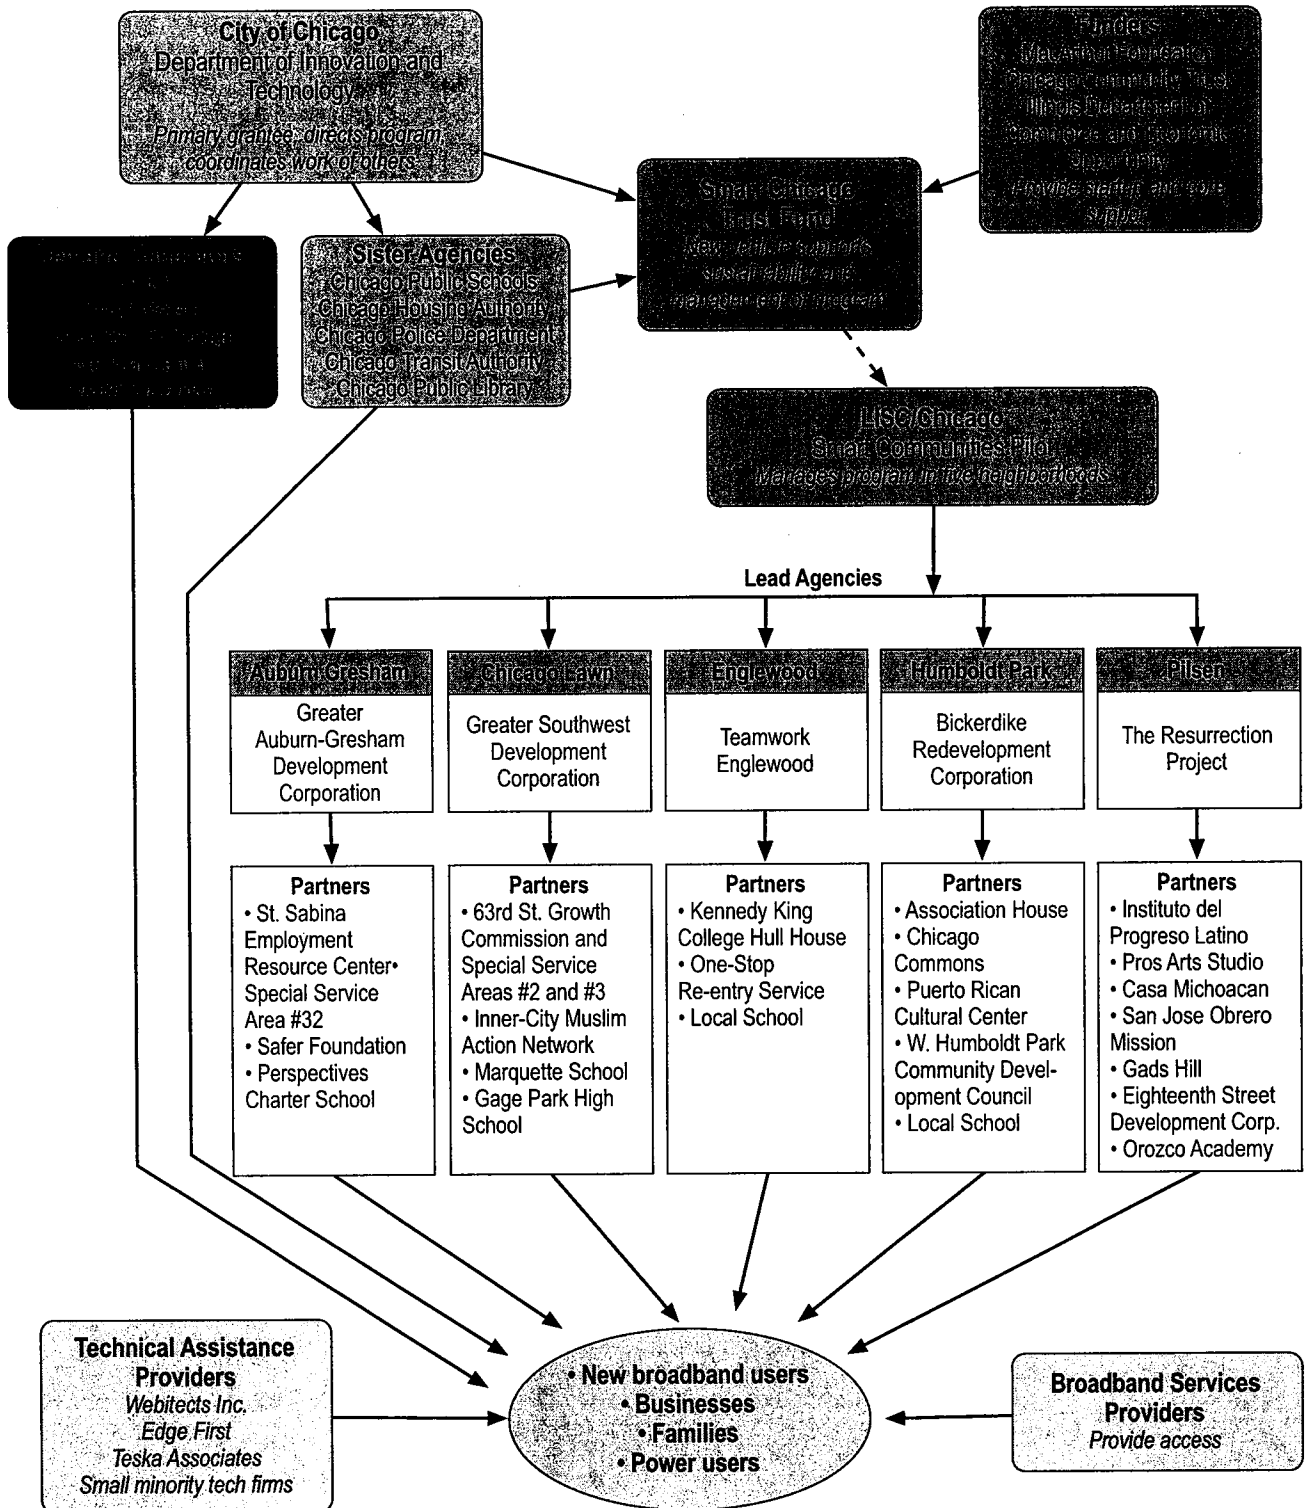 City of Chicago
Department of Innovation and
Technology
Primary grantee, directs program,
coordinates work of others
Funders
MacArthur Foundation
Chicago Community Trust
Illinois Department of
Commerce and Economic
Opportunity
Provide startup and core
support
Smart Chicago
Trust Fund
New vehicle supports
sustainability and
management of program
Sister Agencies
Chicago Public Schools
Chicago Housing Authority
Chicago Police Department
Chicago Transit Authority
Chicago Public Library
LISC/Chicago
Smart Communities Pilot
Manages program in five neighborhoods
Lead Agencies
Auburn Gresham
Greater
Auburn-Gresham
Development
Corporation
Chicago Lawn
Greater Southwest
Development
Corporation
Englewood
Teamwork
Englewood
Humboldt Park
Bickerdike
Redevelopment
Corporation
Pilsen
The Resurrection
Project
Partners
• St. Sabina
Employment
Resource Center•
Special Service
Area #32
• Safer Foundation
• Perspectives
Charter School
Partners
• 63rd St. Growth
Commission and
Special Service
Areas #2 and #3
• Inner-City Muslim
Action Network
• Marquette School
• Gage Park High
School
Partners
• Kennedy King
College Hull House
• One-Stop
Re-entry Service
• Local School
Partners
• Association House
• Chicago
Commons
• Puerto Rican
Cultural Center
• W. Humboldt Park
Community Devel-
opment Council
• Local School
Partners
• Instituto del
Progreso Latino
• Pros Arts Studio
• Casa Michoacan
• San Jose Obrero
Mission
• Gads Hill
• Eighteenth Street
Development Corp.
• Orozco Academy
Technical Assistance
Providers
Webitects Inc.
Edge First
Teska Associates
Small minority tech firms
• New broadband users
• Businesses
• Families
• Power users
Broadband Services
Providers
Provide access